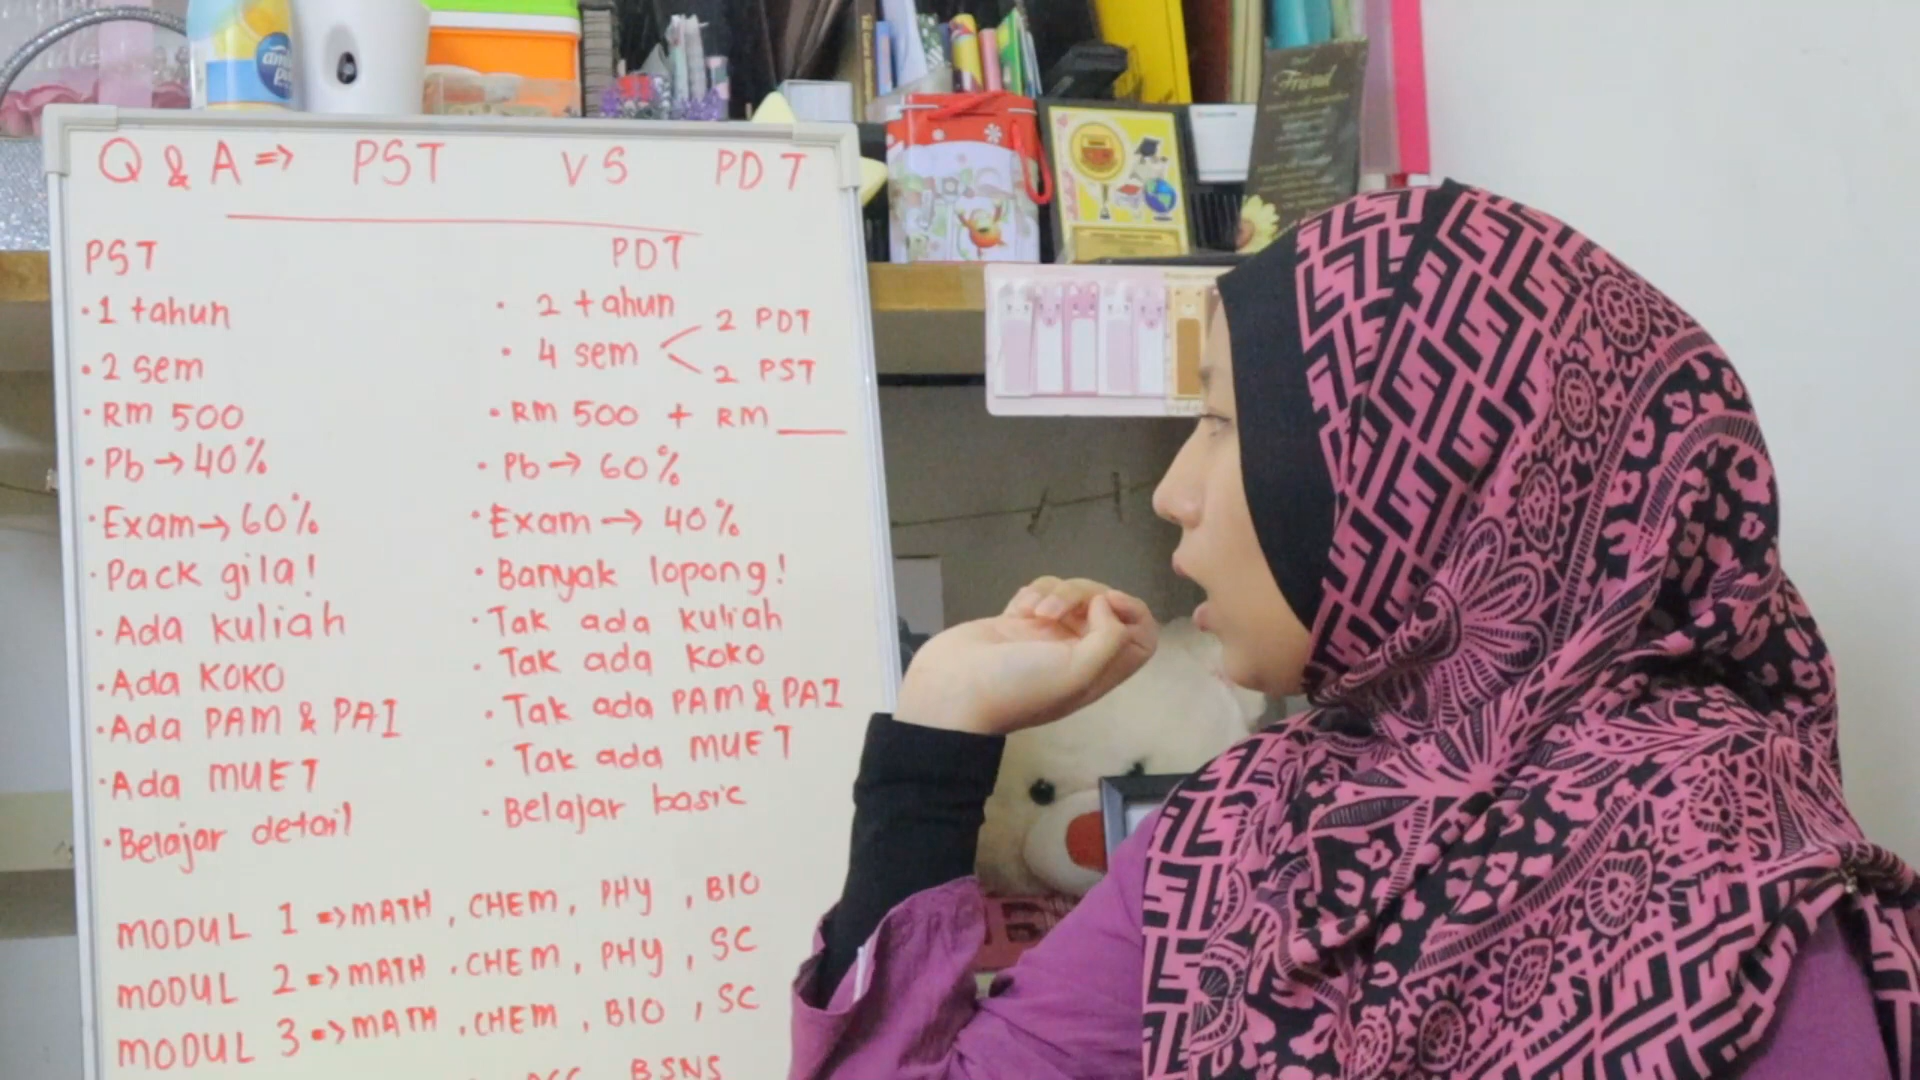 Q & A => PST VS PDT
PST
• 1 tahun
• 2 sem
• RM 500
• Pb → 40%
• Exam → 60%
• Pack gila!
• Ada kuliah
• Ada KOKO
• Ada PAM & PAI
• Ada MUET
• Belajar detail
PDT
• 2 tahun
• 4 sem < 2 PDT
2 PST
• RM 500 + RM ___
• Pb → 60%
• Exam → 40%
• Banyak lopong!
• Tak ada kuliah
• Tak ada KOKO
• Tak ada PAM & PAI
• Tak ada MUET
• Belajar basic
MODUL 1 => MATH, CHEM, PHY, BIO
MODUL 2 => MATH, CHEM, PHY, SC
MODUL 3 => MATH, CHEM, BIO, SC
BSNS
Friend